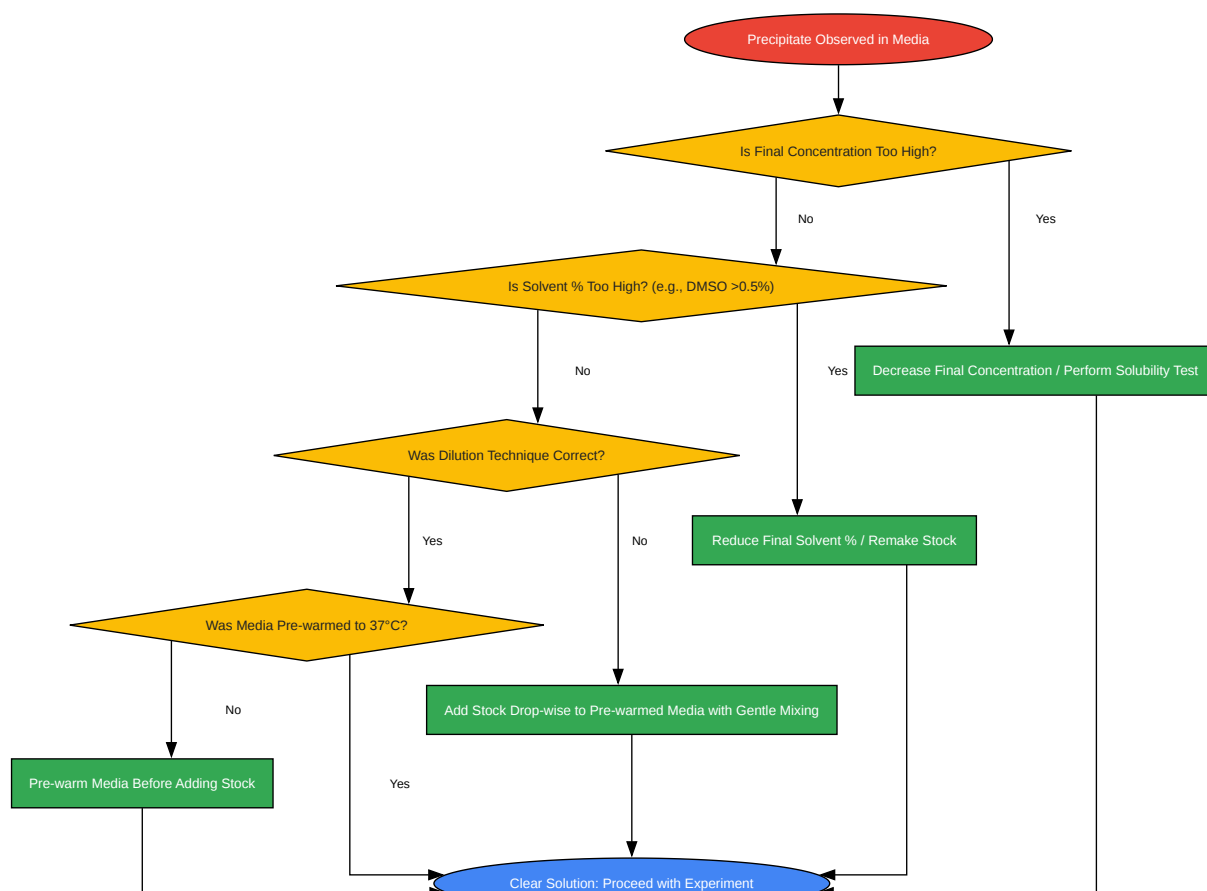 Precipitate Observed in Media
Is Final Concentration Too High?
No
Yes
Is Solvent % Too High? (e.g., DMSO >0.5%)
No
Yes
Decrease Final Concentration / Perform Solubility Test
Was Dilution Technique Correct?
Yes
No
Reduce Final Solvent % / Remake Stock
Was Media Pre-warmed to 37°C?
No
Add Stock Drop-wise to Pre-warmed Media with Gentle Mixing
Pre-warm Media Before Adding Stock
Yes
Clear Solution: Proceed with Experiment